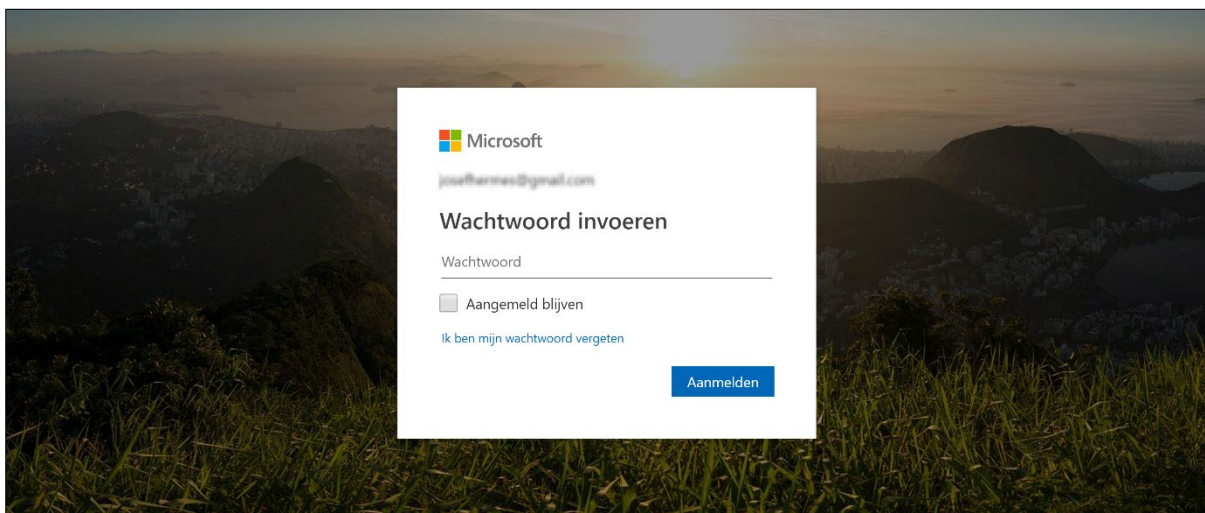 Microsoft
Wachtwoord invoeren
Wachtwoord
Aangemeld blijven
Ik ben mijn wachtwoord vergeten
Aanmelden